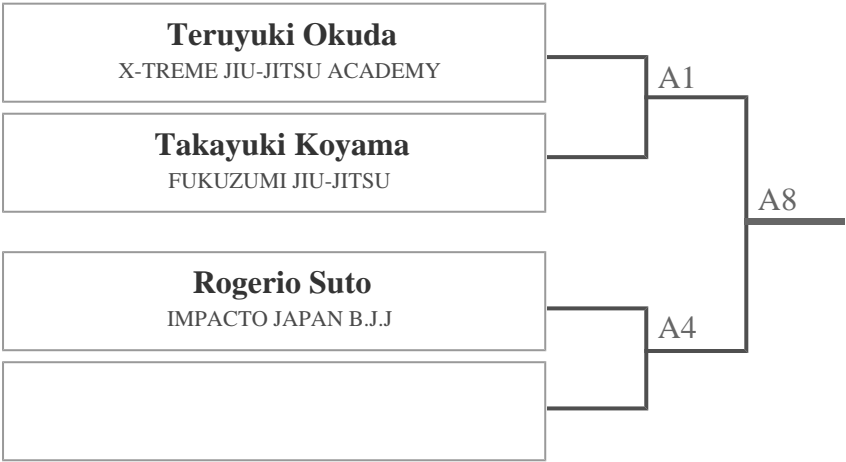 Teruyuki Okuda
X-TREME JIU-JITSU ACADEMY
A1
Takayuki Koyama
FUKUZUMI JIU-JITSU
A8
Rogerio Suto
IMPACTO JAPAN B.J.J
A4